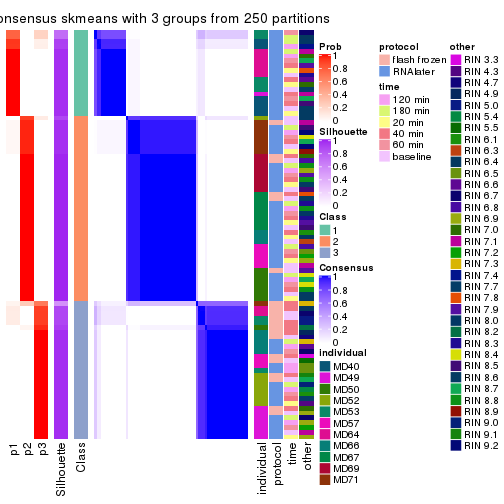 onsensus skmeans with 3 groups from 250 partitions
p1
p2
p3
Silhouette
Class
individual
protocol
time
other
Prob
1
0.8
0.6
0.4
0.2
0
Silhouette
1
0.8
0.6
0.4
0.2
0
Class
1
2
3
Consensus
1
0.8
0.6
0.4
0.2
0
individual
MD40
MD49
MD50
MD52
MD53
MD57
MD64
MD66
MD67
MD69
MD71
protocol
flash frozen
RNAlater
time
120 min
180 min
20 min
40 min
60 min
baseline
other
RIN 3.3
RIN 4.3
RIN 4.7
RIN 4.9
RIN 5.0
RIN 5.4
RIN 5.5
RIN 6.1
RIN 6.3
RIN 6.4
RIN 6.5
RIN 6.6
RIN 6.7
RIN 6.8
RIN 6.9
RIN 7.0
RIN 7.1
RIN 7.2
RIN 7.3
RIN 7.4
RIN 7.7
RIN 7.8
RIN 7.9
RIN 8.0
RIN 8.2
RIN 8.3
RIN 8.4
RIN 8.5
RIN 8.6
RIN 8.7
RIN 8.8
RIN 8.9
RIN 9.0
RIN 9.1
RIN 9.2